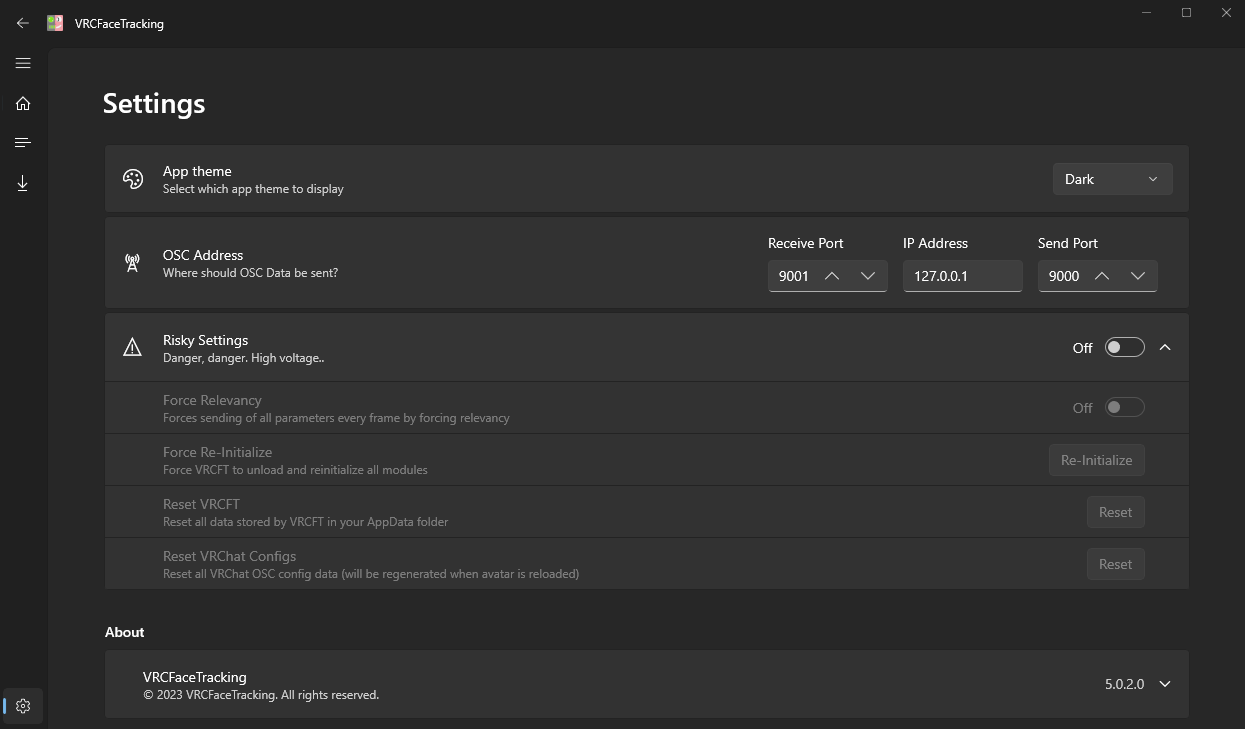 VRCFaceTracking
Settings
App theme
Select which app theme to display
Dark
OSC Address
Where should OSC Data be sent?
Receive Port
9001
IP Address
127.0.0.1
Send Port
9000
Risky Settings
Danger, danger. High voltage..
Off
Force Relevancy
Forces sending of all parameters every frame by forcing relevancy
Off
Force Re-Initialize
Force VRCFT to unload and reinitialize all modules
Re-Initialize
Reset VRCFT
Reset all data stored by VRCFT in your AppData folder
Reset
Reset VRChat Configs
Reset all VRChat OSC config data (will be regenerated when avatar is reloaded)
Reset
About
VRCFaceTracking
© 2023 VRCFaceTracking. All rights reserved.
5.0.2.0